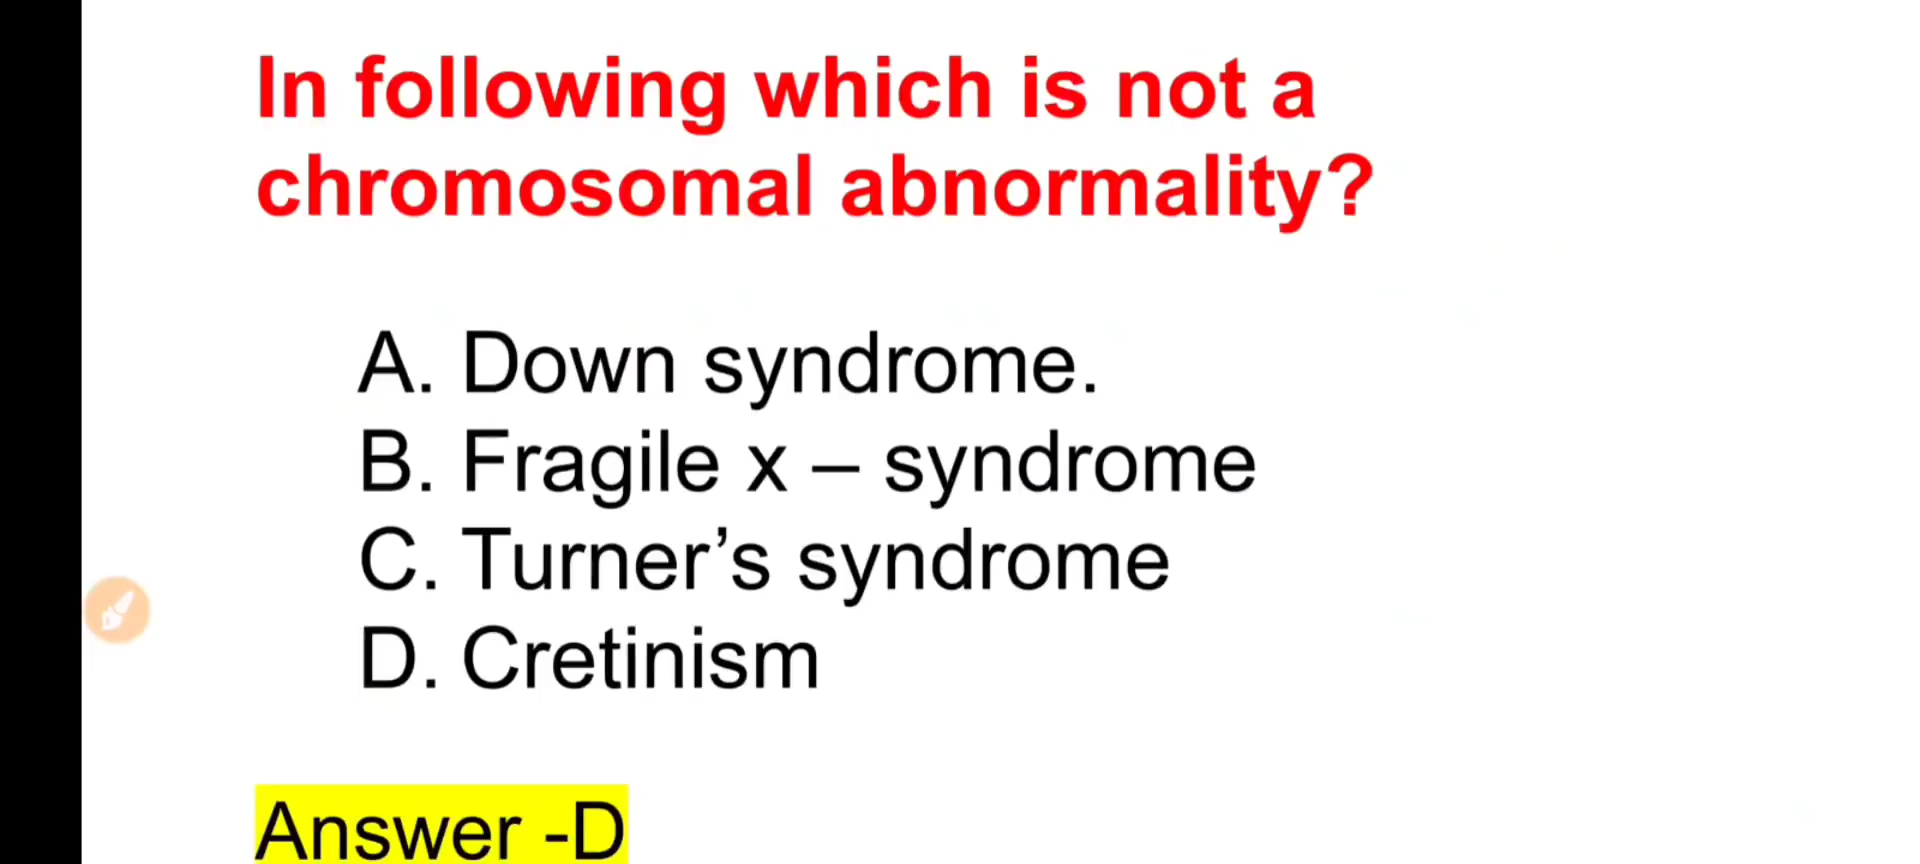 In following which is not a
chromosomal abnormality?
A. Down syndrome.
B. Fragile x – syndrome
C. Turner’s syndrome
D. Cretinism
Answer -D